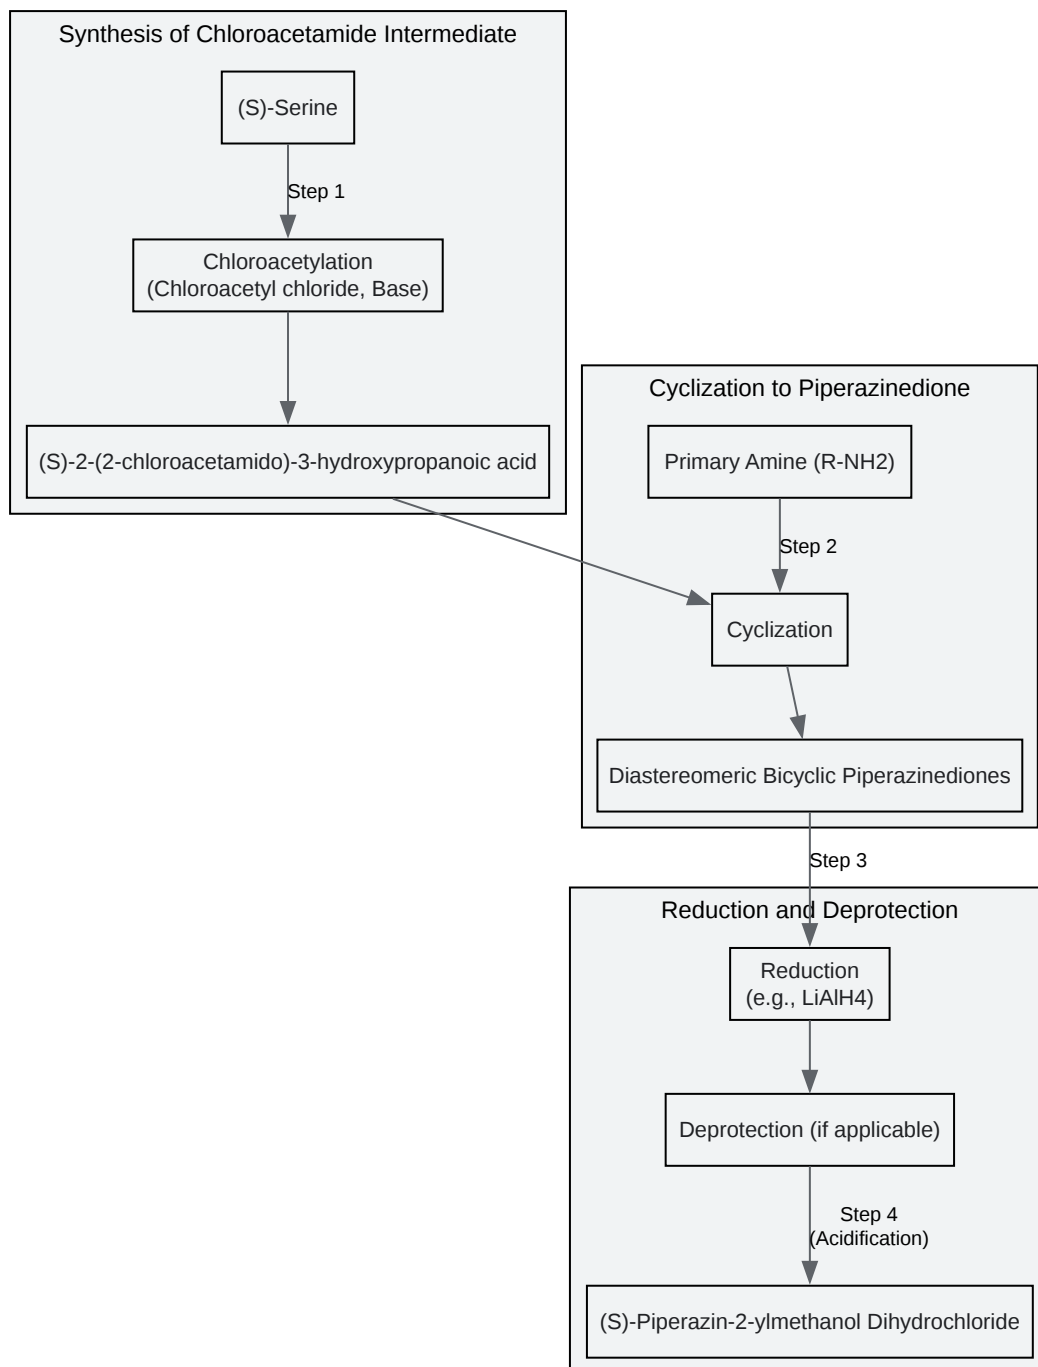 Synthesis of Chloroacetamide Intermediate
(S)-Serine
Step 1
Chloroacetylation
(Chloroacetyl chloride, Base)
(S)-2-(2-chloroacetamido)-3-hydroxypropanoic acid
Cyclization to Piperazinedione
Primary Amine (R-NH2)
Step 2
Cyclization
Diastereomeric Bicyclic Piperazinediones
Step 3
Reduction and Deprotection
Reduction
(e.g., LiAlH4)
Deprotection (if applicable)
Step 4
(Acidification)
(S)-Piperazin-2-ylmethanol Dihydrochloride